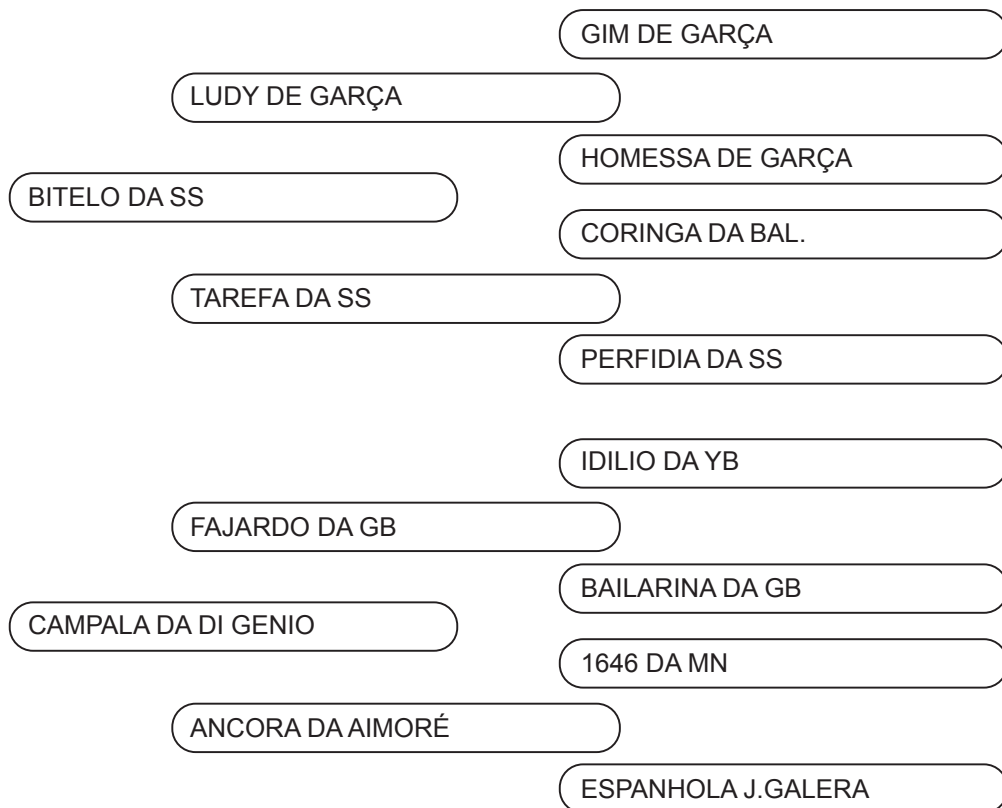 GIM DE GARÇA
LUDY DE GARÇA
HOMESSA DE GARÇA
BITELO DA SS
CORINGA DA BAL.
TAREFA DA SS
PERFIDIA DA SS
IDILIO DA YB
FAJARDO DA GB
BAILARINA DA GB
CAMPALA DA DI GENIO
1646 DA MN
ANCORA DA AIMORÉ
ESPANHOLA J.GALERA